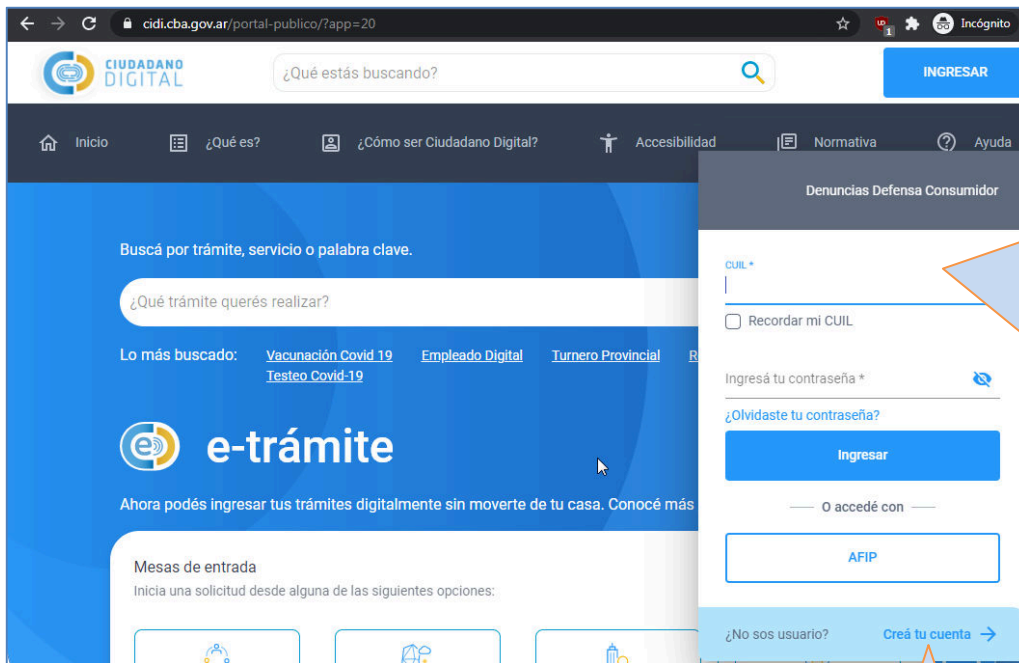 cidi.cba.gov.ar/portal-publico/?app=20
1
Incógnito
CIUDADANO
DIGITAL
¿Qué estás buscando?
INGRESAR
Inicio
¿Qué es?
¿Cómo ser Ciudadano Digital?
Accesibilidad
Normativa
Ayuda
Denuncias Defensa Consumidor
Buscá por trámite, servicio o palabra clave.
¿Qué trámite querés realizar?
Lo más buscado: Vacunación Covid 19 Empleado Digital Turnero Provincial
Testeo Covid-19
e-trámite
Ahora podés ingresar tus trámites digitalmente sin moverte de tu casa. Conocé más
Mesas de entrada
Inicia una solicitud desde alguna de las siguientes opciones:
CUIL *
Recordar mi CUIL
Ingresá tu contraseña *
¿Olvidaste tu contraseña?
Ingresar
O accedé con
AFIP
¿No sos usuario? Creá tu cuenta